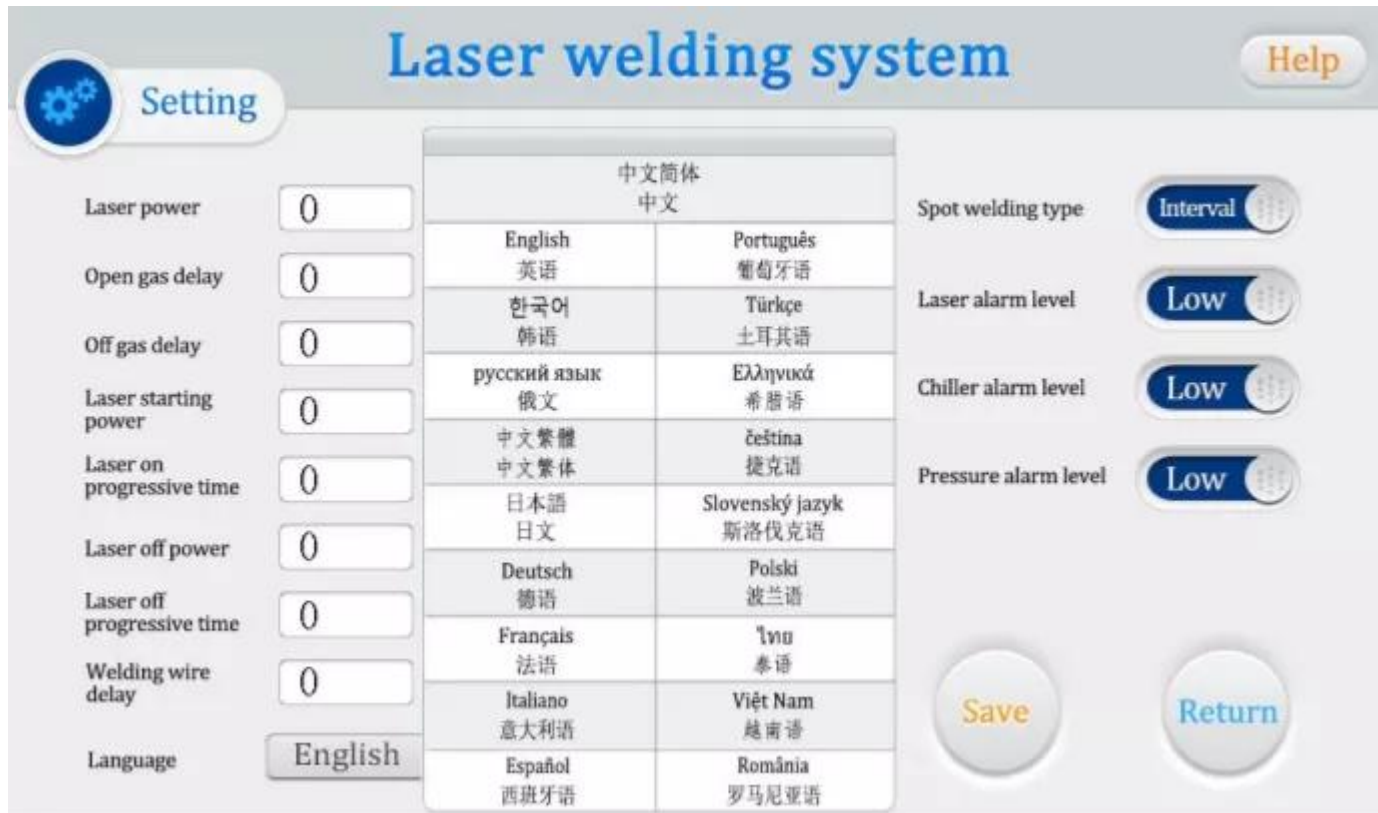 Laser welding system
Help
Setting
Laser power
0
Open gas delay
0
Off gas delay
0
Laser starting
power
0
Laser on
progressive time
0
Laser off power
0
Laser off
progressive time
0
Welding wire
delay
0
Language
English
中文简体
中文
English
英语
Português
葡萄牙语
한국어
韩语
Türkçe
土耳其语
русский язык
俄文
Ελληνικά
希腊语
中文繁體
中文繁体
čeština
捷克语
日本語
日文
Slovenský jazyk
斯洛伐克语
Deutsch
德语
Polski
波兰语
Français
法语
ไทย
泰语
Italiano
意大利语
Việt Nam
越南语
Español
西班牙语
România
罗马尼亚语
Spot welding type
Interval
Laser alarm level
Low
Chiller alarm level
Low
Pressure alarm level
Low
Save
Return